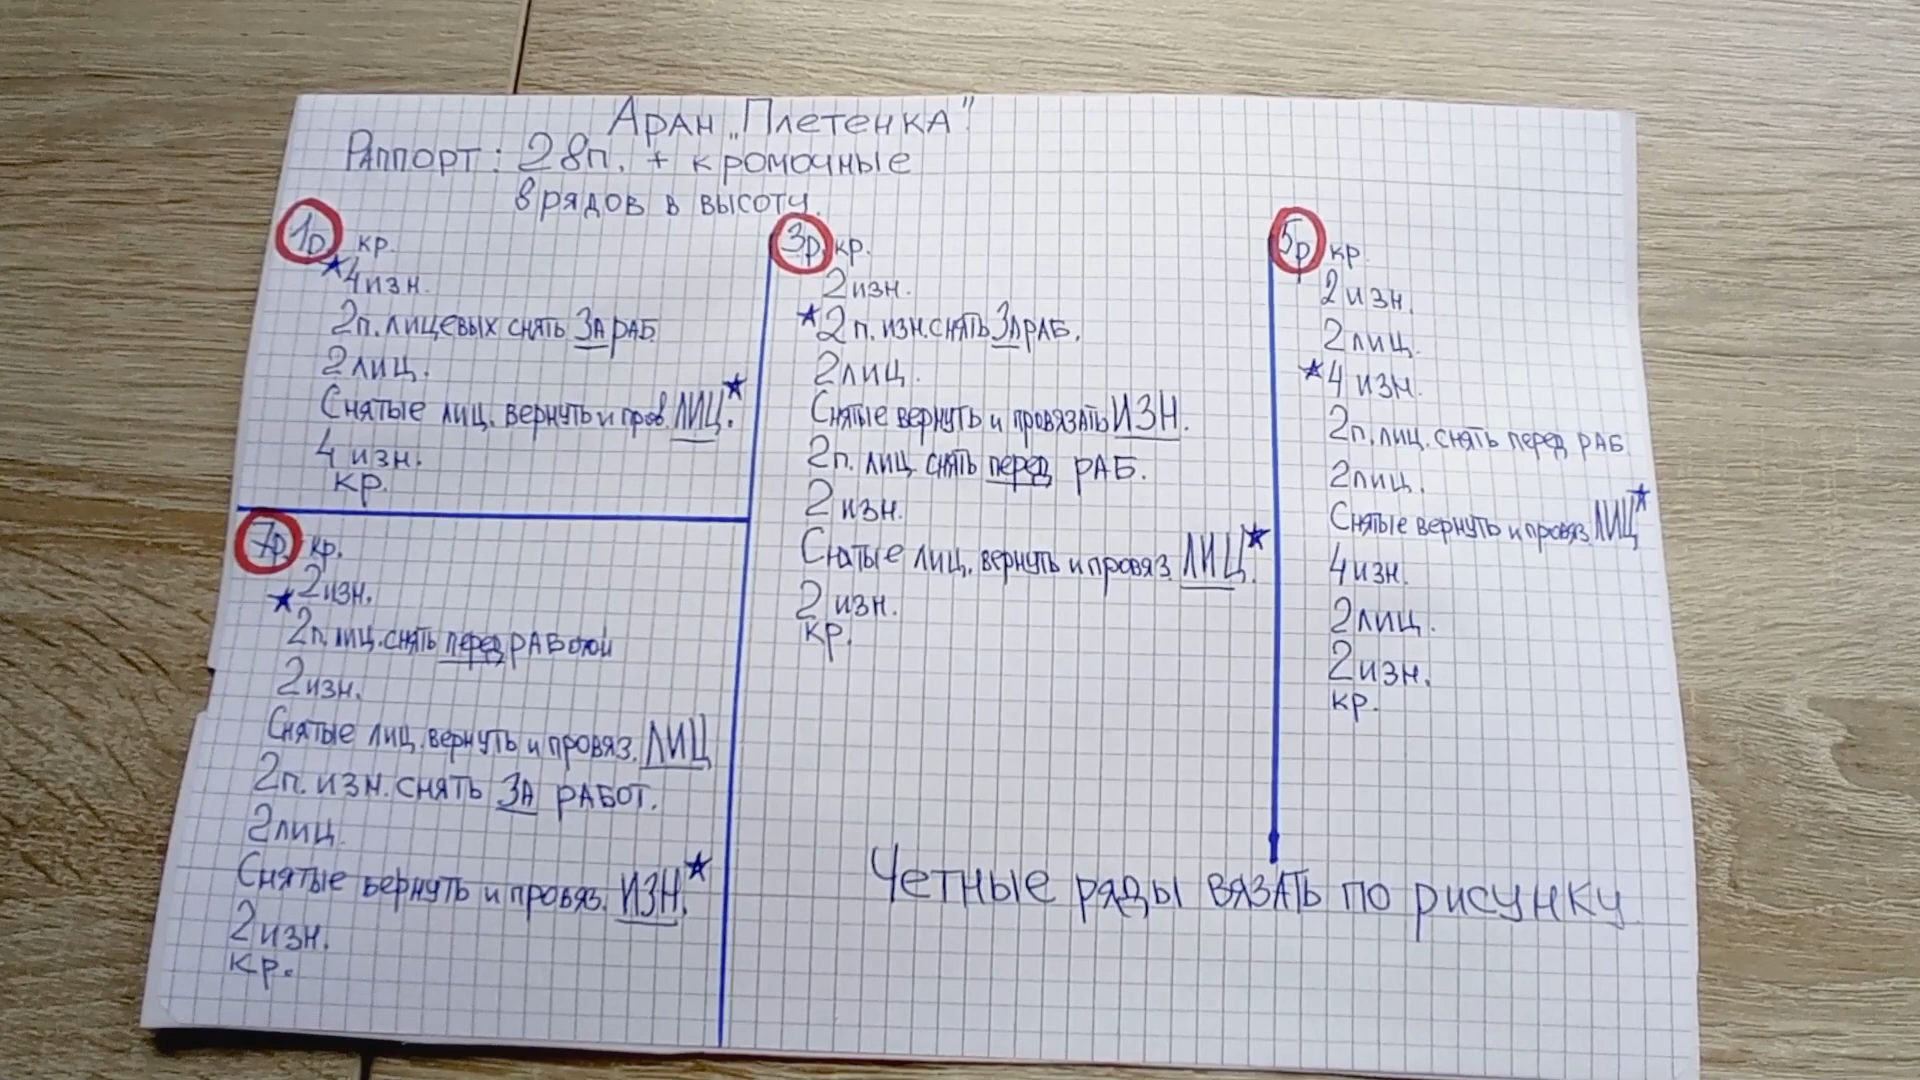 Аран „Плетенка"
Раппорт: 28п. + кромочные
8 рядов в высоту.
1р кр.
★4 изн.
2п. лицевых снять ЗА РАБ.
2 лиц.
Снятые лиц. вернуть и пров. ЛИЦ.★
4 изн.
кр.
7р. кр.
2 изн.
★2п. лиц. снять перед РАБотой
2 изн.
Снятые лиц. вернуть и провяз. ЛИЦ
2п. изн. снять ЗА РАБОТ.
2 лиц.
Снятые вернуть и провяз. ИЗН.★
2 изн.
кр.
3р. кр.
2 изн.
★2 п. изн. снять ЗА РАБ.
2 лиц.
Снятые вернуть и провязать ИЗН.
2п. лиц. снять перед РАБ.
2 изн.
Снятые лиц. вернуть и провяз. ЛИЦ.★
2 изн.
кр.
5р кр.
2 изн.
2 лиц.
★4 изн.
2п. лиц. снять перед РАБ
2 лиц.
Снятые вернуть и провяз. ЛИЦ★
4 изн.
2 лиц.
2 изн.
кр.
Четные ряды вязать по рисунку